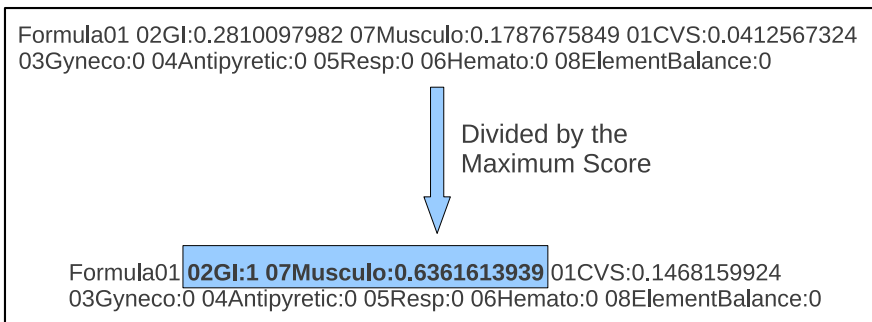 Formula01 02GI:0.2810097982 07Musculo:0.1787675849 01CVS:0.0412567324
03Gyneco:0 04Antipyretic:0 05Resp:0 06Hemato:0 08ElementBalance:0
Divided by the
Maximum Score
Formula01 02GI:1 07Musculo:0.6361613939 01CVS:0.1468159924
03Gyneco:0 04Antipyretic:0 05Resp:0 06Hemato:0 08ElementBalance:0